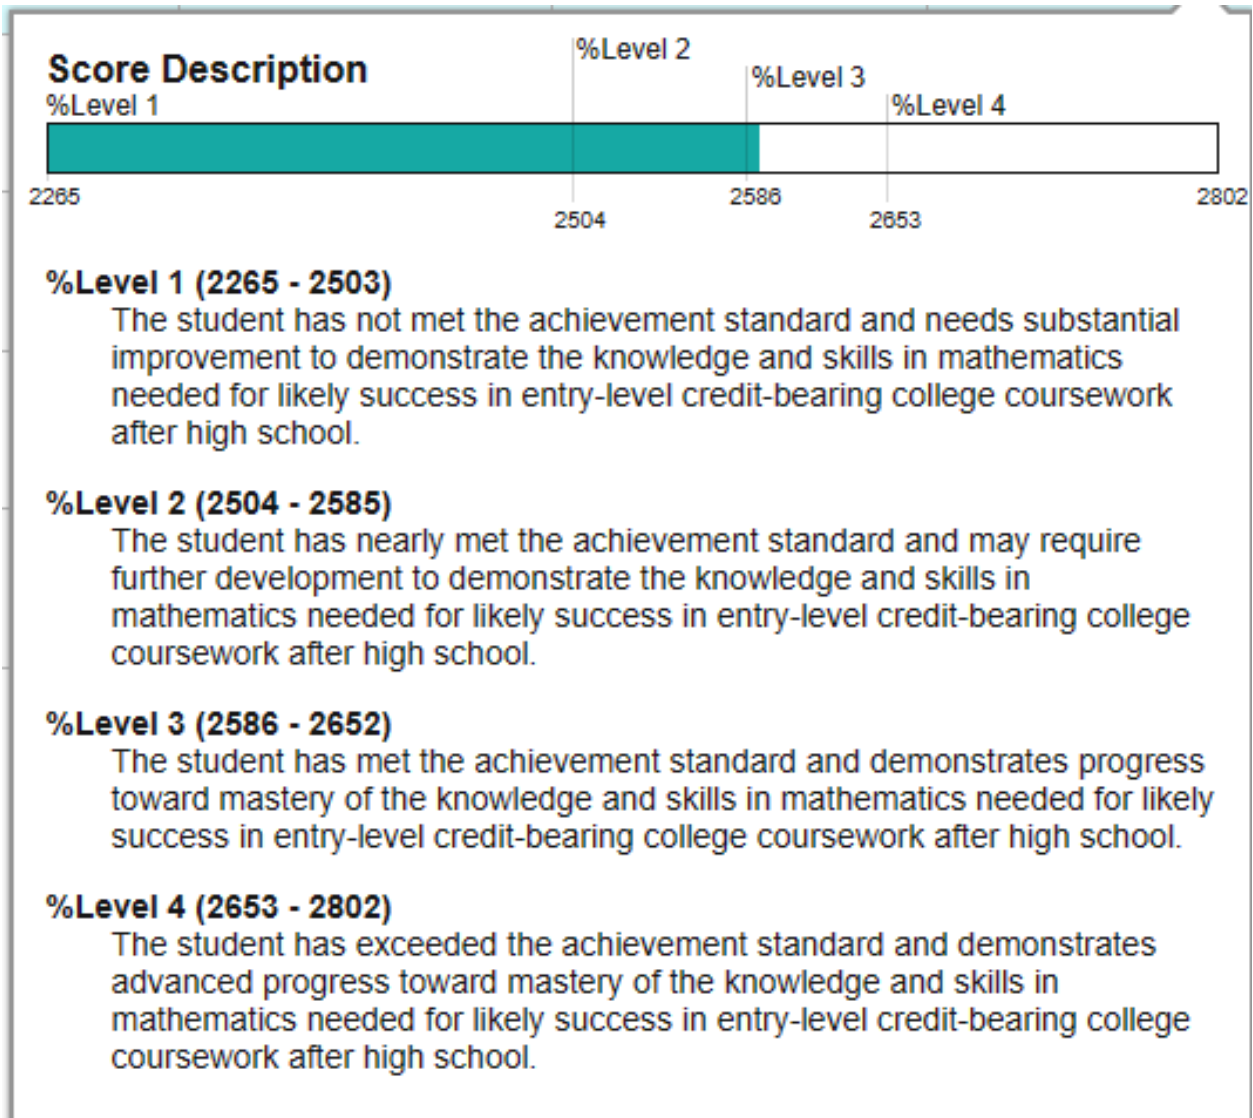 %Level 2
Score Description
%Level 3
%Level 1
%Level 4
2265
2586
2802
2504
2653
%Level 1 (2265 - 2503)
The student has not met the achievement standard and needs substantial
improvement to demonstrate the knowledge and skills in mathematics
needed for likely success in entry-level credit-bearing college coursework
after high school.
%Level 2 (2504 - 2585)
The student has nearly met the achievement standard and may require
further development to demonstrate the knowledge and skills in
mathematics needed for likely success in entry-level credit-bearing college
coursework after high school.
%Level 3 (2586 - 2652)
The student has met the achievement standard and demonstrates progress
toward mastery of the knowledge and skills in mathematics needed for likely
success in entry-level credit-bearing college coursework after high school.
%Level 4 (2653 - 2802)
The student has exceeded the achievement standard and demonstrates
advanced progress toward mastery of the knowledge and skills in
mathematics needed for likely success in entry-level credit-bearing college
coursework after high school.